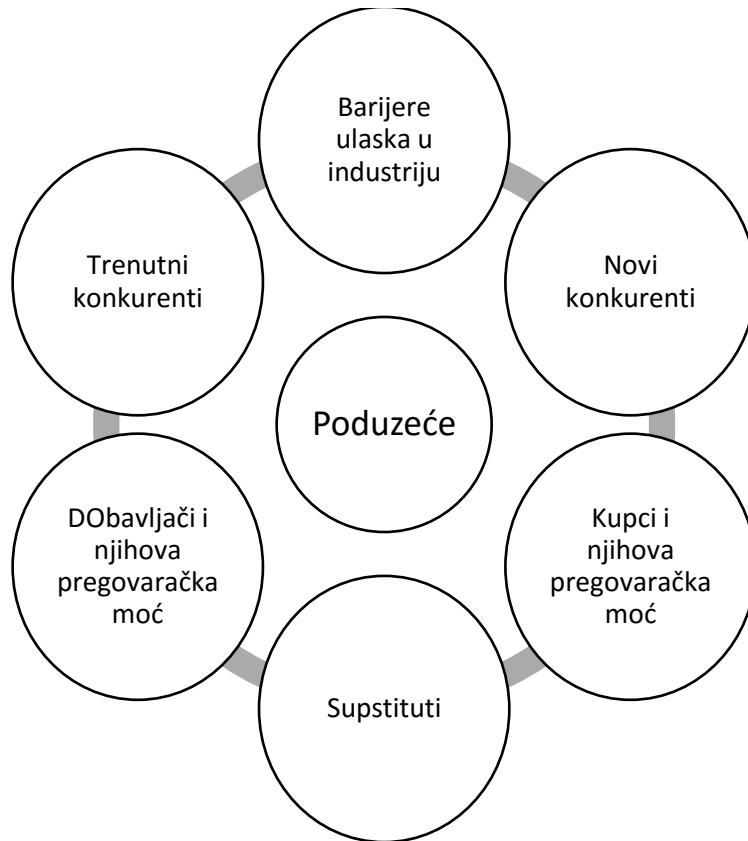 Barijere
ulaska u
industriju
Trenutni
konkurenti
Novi
konkurenti
Poduzeće
DObavljači i
njihova
pregovaračka
moć
Kupci i
njihova
pregovaračka
moć
Supstituti